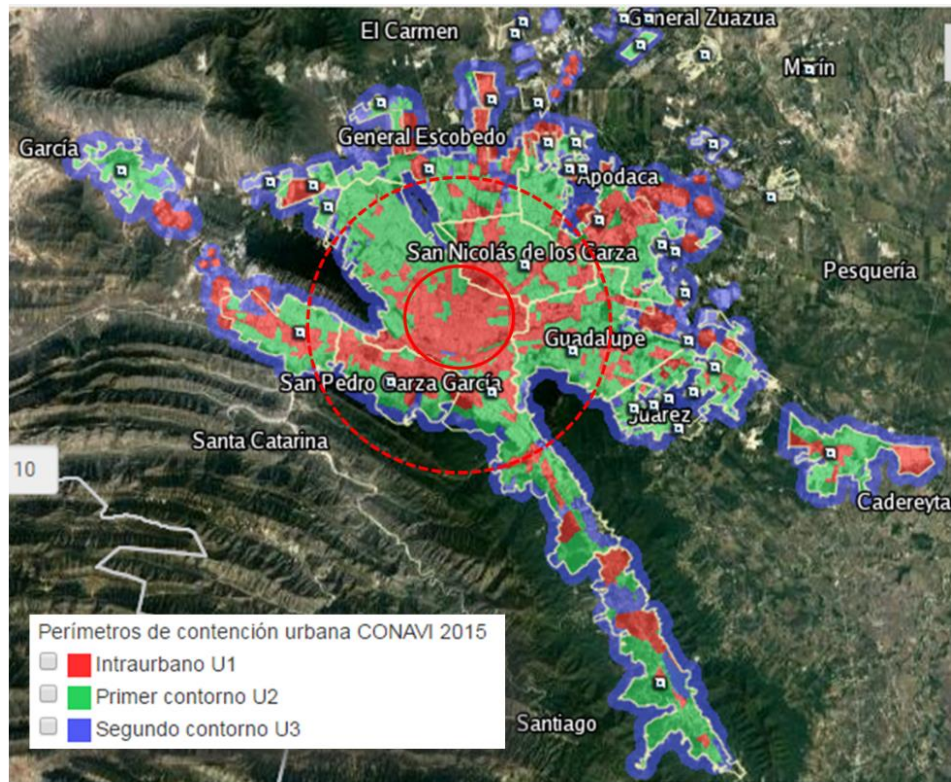 El Carmen
General Zuazua
Marín
García
General Escobedo
Apodaca
San Nicolás de los Garza
Pesquería
Guadalupe
San Pedro Garza García
Juárez
Santa Catarina
10
Cadereyta
Perímetros de contención urbana CONAVI 2015
Intraurbano U1
Primer contorno U2
Segundo contorno U3
Santiago